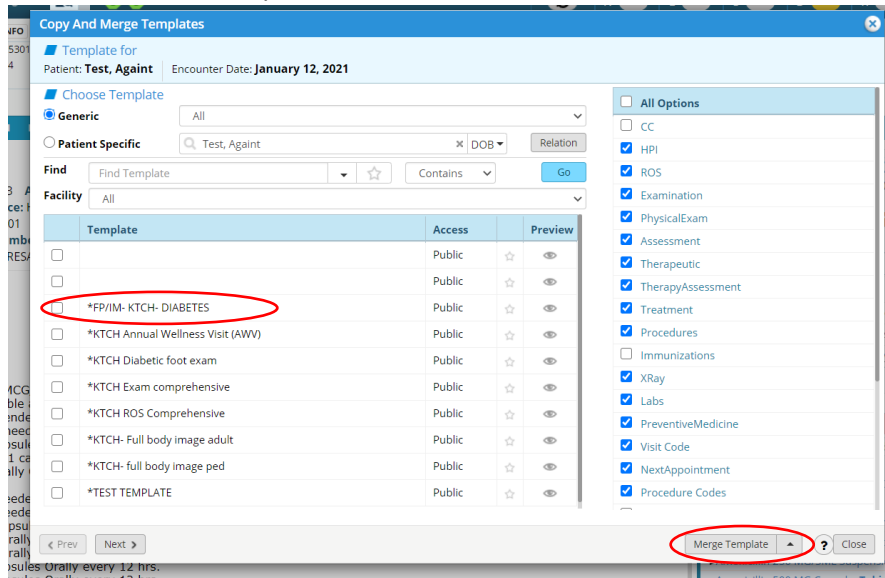 Copy And Merge Templates
Template for
Patient: Test, Againt Encounter Date: January 12, 2021
Choose Template
Generic All
Patient Specific Test, Againt × DOB Relation
Find Find Template Contains Go
Facility All
Template Access Preview
Public
Public
*FP/IM- KTCH- DIABETES Public
*KTCH Annual Wellness Visit (AWV) Public
*KTCH Diabetic foot exam Public
*KTCH Exam comprehensive Public
*KTCH ROS Comprehensive Public
*KTCH- Full body image adult Public
*KTCH- full body image ped Public
*TEST TEMPLATE Public
All Options
CC
HPI
ROS
Examination
PhysicalExam
Assessment
Therapeutic
TherapyAssessment
Treatment
Procedures
Immunizations
XRay
Labs
PreventiveMedicine
Visit Code
NextAppointment
Procedure Codes
Prev Next Merge Template ? Close
Orally every 12 hrs.